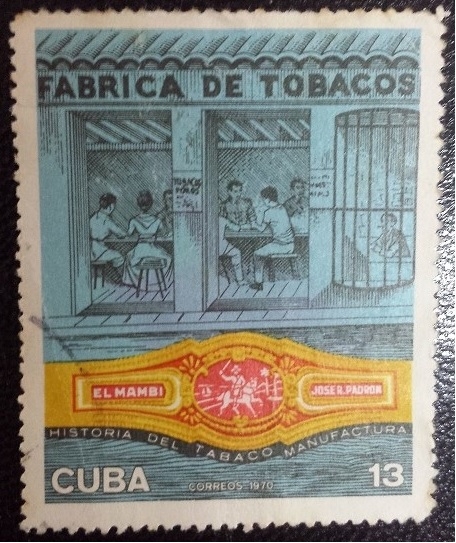 FABRICA DE TOBACOS
EL MAMBI
JOSE R. PADRON
HISTORIA DEL TABACO MANUFACTURA
CUBA
CORREOS-1970
13